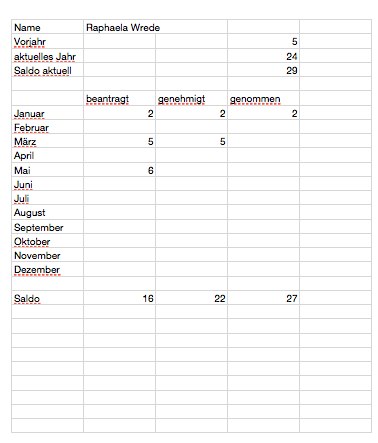 Name Raphaela Wrede
Vorjahr 5
aktuelles Jahr 24
Saldo aktuell 29
beantragt genehmigt genommen
Januar 2 2 2
Februar
März 5 5
April
Mai 6
Juni
Juli
August
September
Oktober
November
Dezember
Saldo 16 22 27